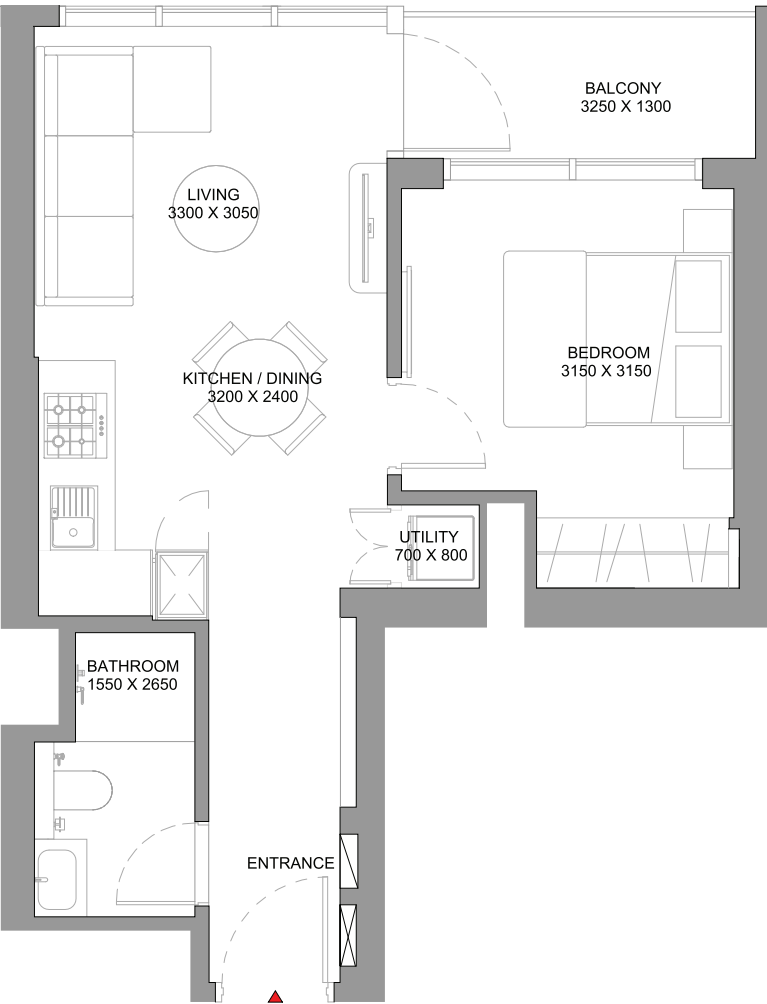 BALCONY
3250 X 1300
LIVING
3300 X 3050
BEDROOM
3150 X 3150
KITCHEN / DINING
3200 X 2400
UTILITY
700 X 800
BATHROOM
1550 X 2650
ENTRANCE